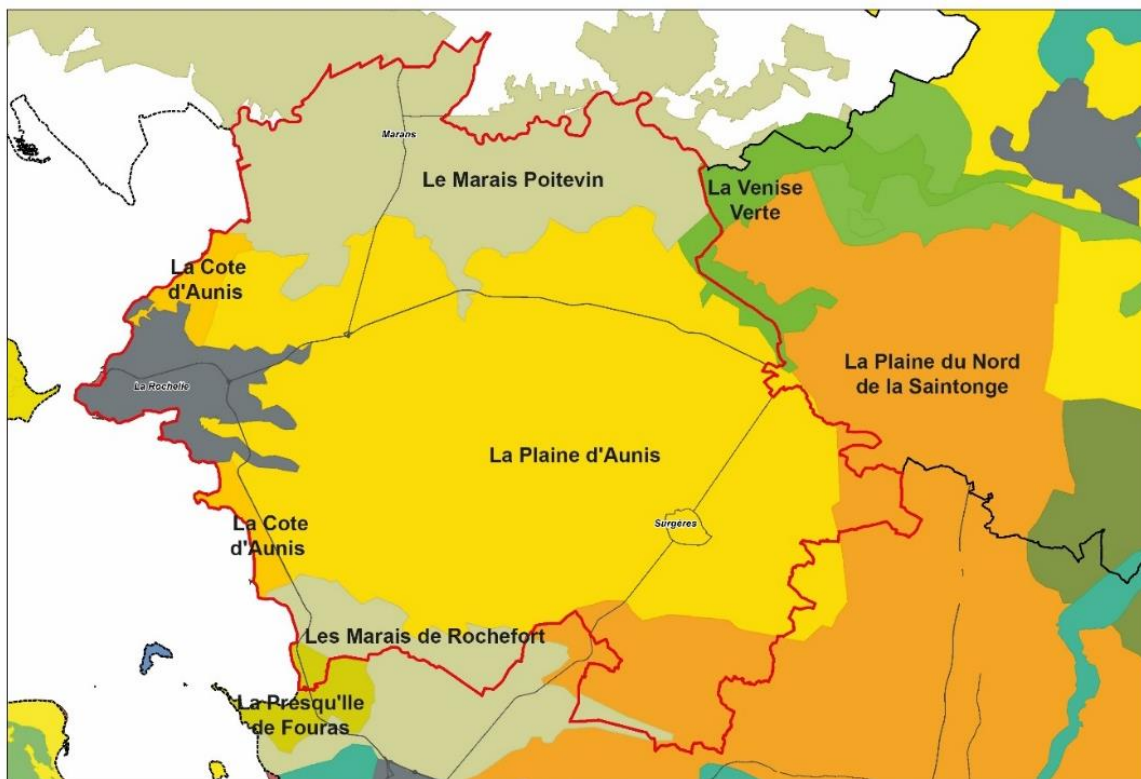 Marans
Le Marais Poitevin
La Venise
Verte
La Cote
d'Aunis
La Plaine du Nord
de la Saintonge
La Rochelle
La Plaine d'Aunis
La Cote
d'Aunis
Surgères
Les Marais de Rochefort
La Presqu'Ile
de Fouras